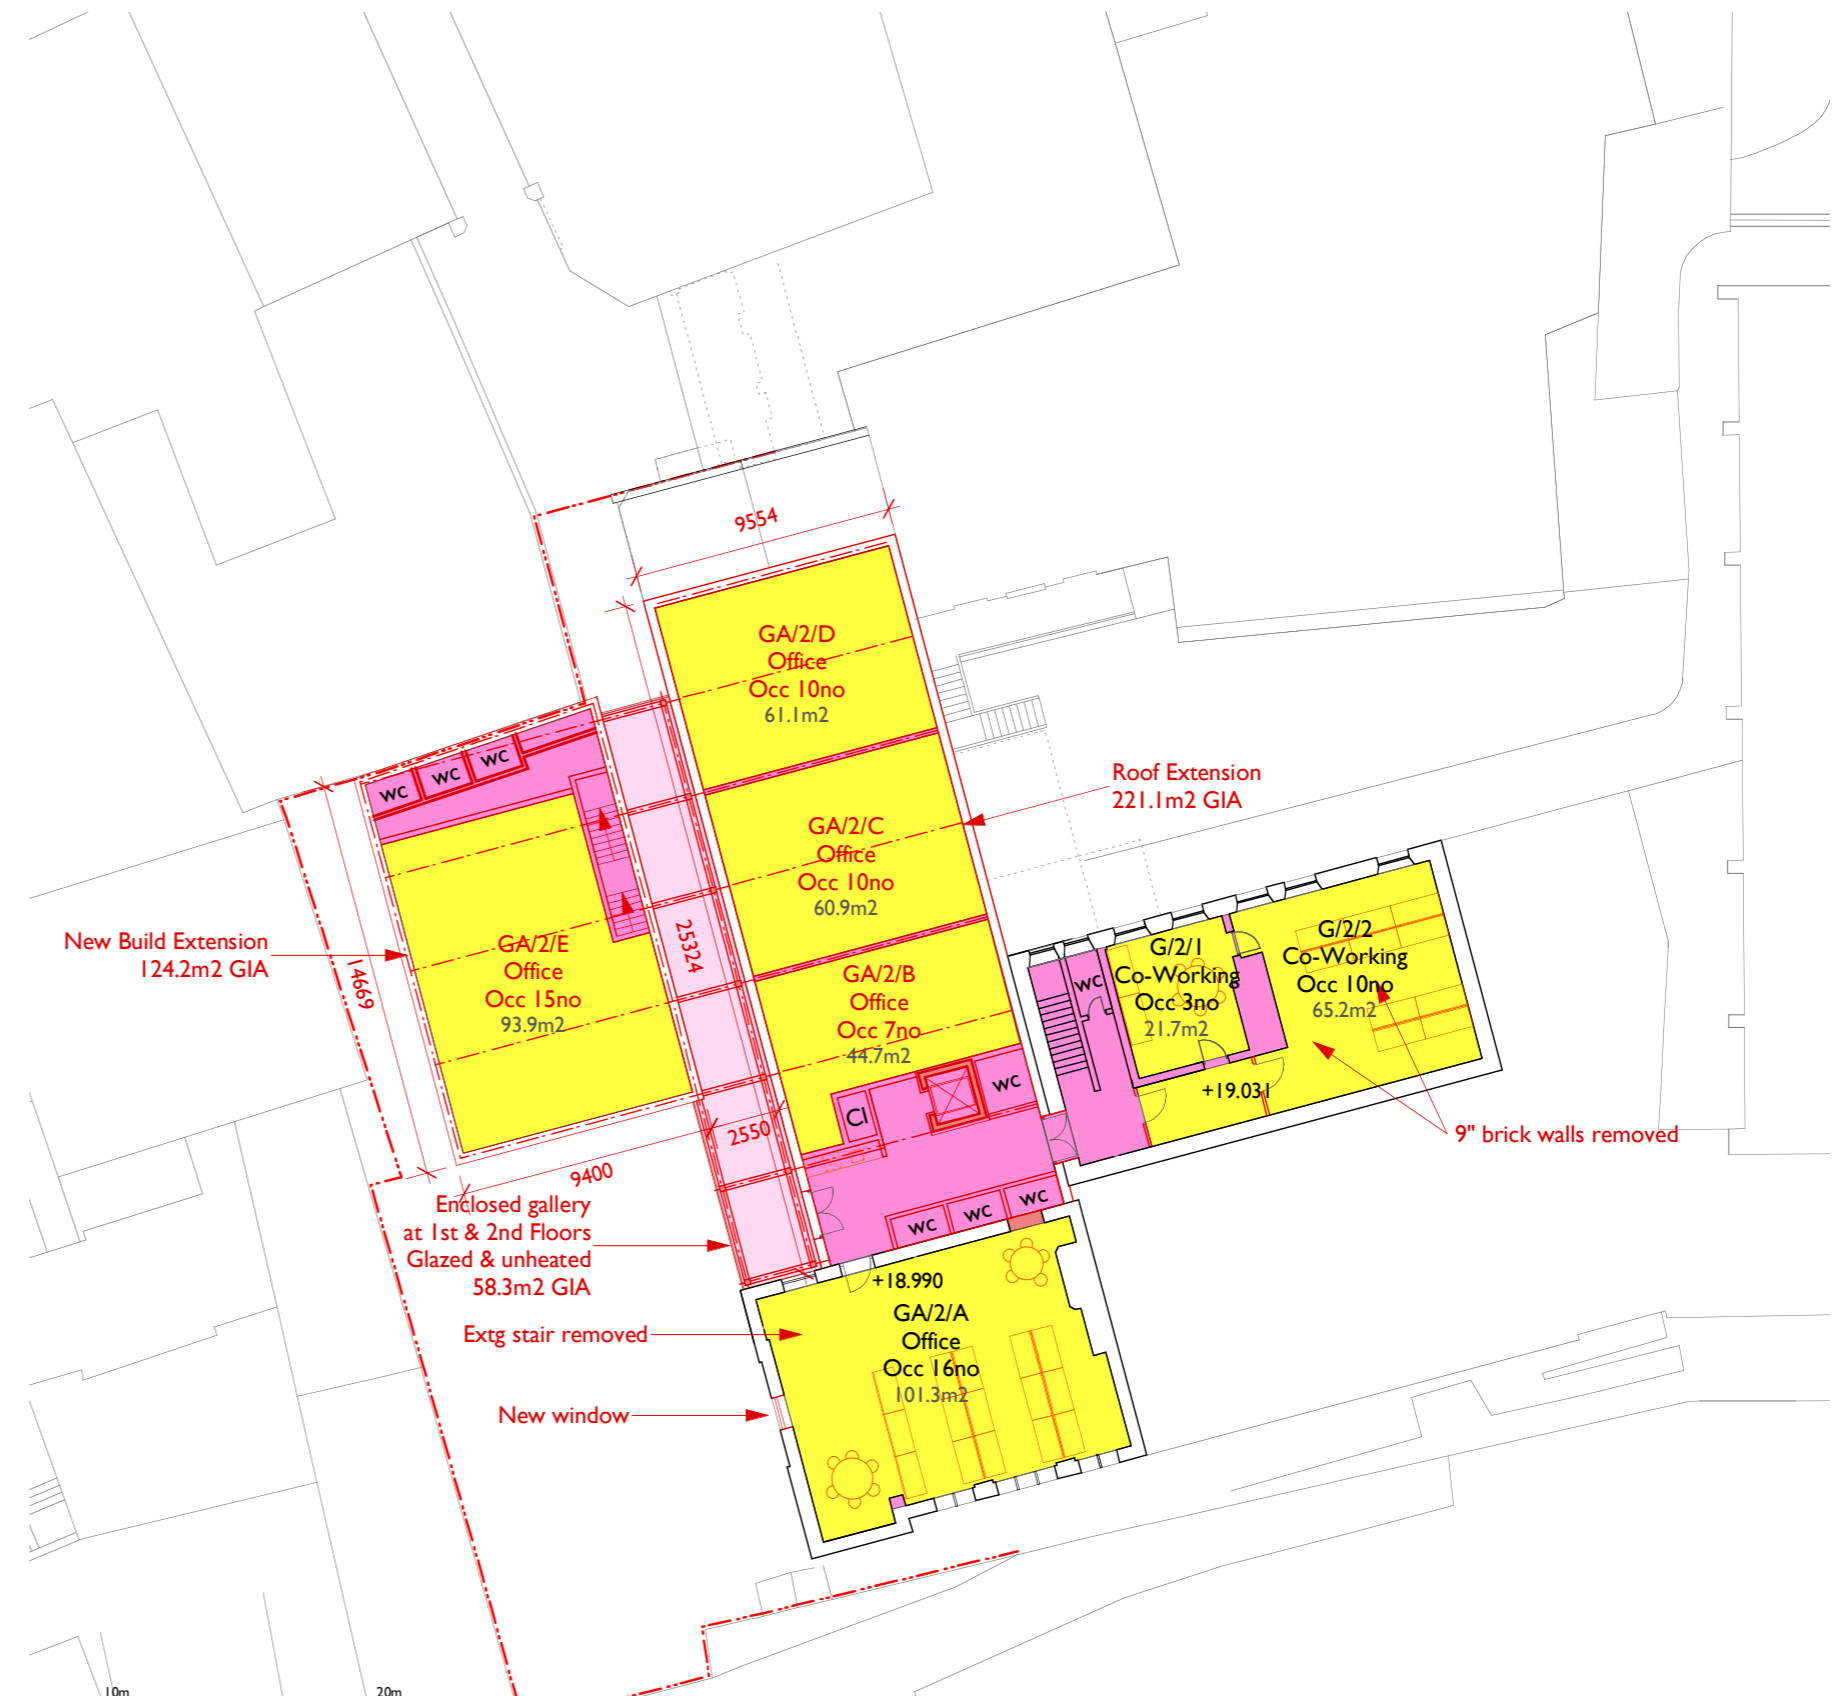 9554
GA/2/D
Office
Occ 10no
61.1m2
WC
WC
WC
Roof Extension
221.1m2 GIA
GA/2/C
Office
Occ 10no
60.9m2
New Build Extension
124.2m2 GIA
14669
GA/2/E
Office
Occ 15no
93.9m2
25324
GA/2/B
Office
Occ 7no
44.7m2
WC
G/2/1
Co-Working
Occ 3no
21.7m2
G/2/2
Co-Working
Occ 10no
65.2m2
+19.031
9" brick walls removed
WC
CI
2550
9400
Enclosed gallery
at 1st & 2nd Floors
Glazed & unheated
58.3m2 GIA
WC
WC
WC
+18.990
GA/2/A
Office
Occ 16no
101.3m2
Extg stair removed
New window
10m
20m